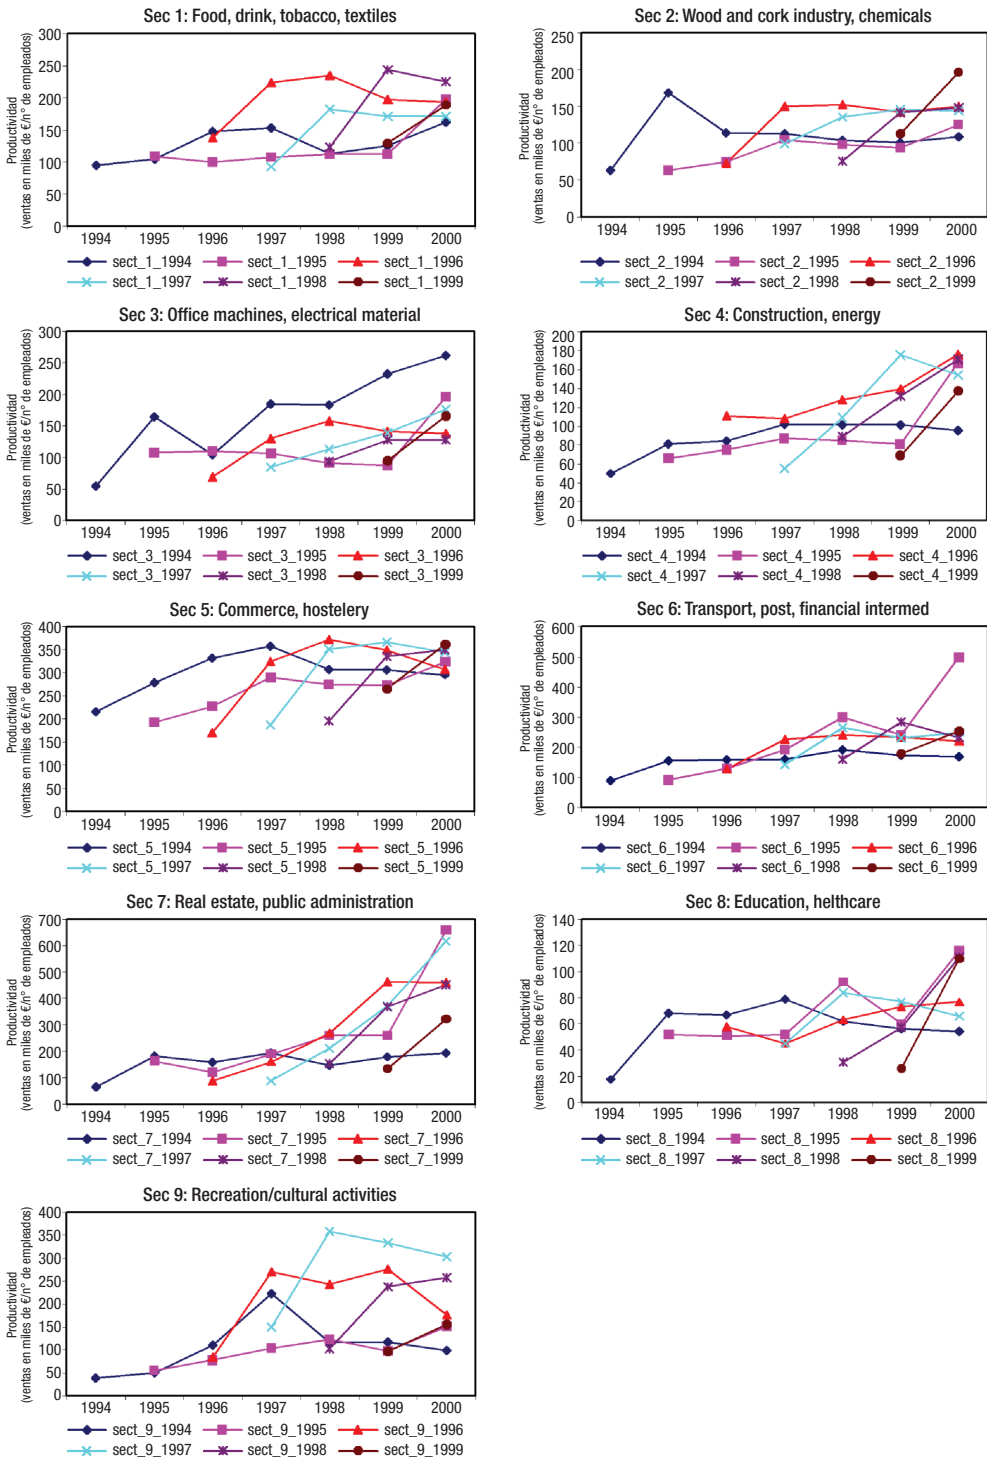 Sec 1: Food, drink, tobacco, textiles
Productividad
(ventas en miles de €/n° de empleados)
300
250
200
150
100
50
0
1994 1995 1996 1997 1998 1999 2000
sect_1_1994 sect_1_1995 sect_1_1996
sect_1_1997 sect_1_1998 sect_1_1999
Sec 2: Wood and cork industry, chemicals
Productividad
(ventas en miles de €/n° de empleados)
250
200
150
100
50
0
1994 1995 1996 1997 1998 1999 2000
sect_2_1994 sect_2_1995 sect_2_1996
sect_2_1997 sect_2_1998 sect_2_1999
Sec 3: Office machines, electrical material
Productividad
(ventas en miles de €/n° de empleados)
300
250
200
150
100
50
0
1994 1995 1996 1997 1998 1999 2000
sect_3_1994 sect_3_1995 sect_3_1996
sect_3_1997 sect_3_1998 sect_3_1999
Sec 4: Construction, energy
Productividad
(ventas en miles de €/n° de empleados)
200
180
160
140
120
100
80
60
40
20
0
1994 1995 1996 1997 1998 1999 2000
sect_4_1994 sect_4_1995 sect_4_1996
sect_4_1997 sect_4_1998 sect_4_1999
Sec 5: Commerce, hostelery
Productividad
(ventas en miles de €/n° de empleados)
400
350
300
250
200
150
100
50
0
1994 1995 1996 1997 1998 1999 2000
sect_5_1994 sect_5_1995 sect_5_1996
sect_5_1997 sect_5_1998 sect_5_1999
Sec 6: Transport, post, financial intermed
Productividad
(ventas en miles de €/n° de empleados)
600
500
400
300
200
100
0
1994 1995 1996 1997 1998 1999 2000
sect_6_1994 sect_6_1995 sect_6_1996
sect_6_1997 sect_6_1998 sect_6_1999
Sec 7: Real estate, public administration
Productividad
(ventas en miles de €/n° de empleados)
700
600
500
400
300
200
100
0
1994 1995 1996 1997 1998 1999 2000
sect_7_1994 sect_7_1995 sect_7_1996
sect_7_1997 sect_7_1998 sect_7_1999
Sec 8: Education, helthcare
Productividad
(ventas en miles de €/n° de empleados)
140
120
100
80
60
40
20
0
1994 1995 1996 1997 1998 1999 2000
sect_8_1994 sect_8_1995 sect_8_1996
sect_8_1997 sect_8_1998 sect_8_1999
Sec 9: Recreation/cultural activities
Productividad
(ventas en miles de €/n° de empleados)
400
350
300
250
200
150
100
50
0
1994 1995 1996 1997 1998 1999 2000
sect_9_1994 sect_9_1995 sect_9_1996
sect_9_1997 sect_9_1998 sect_9_1999